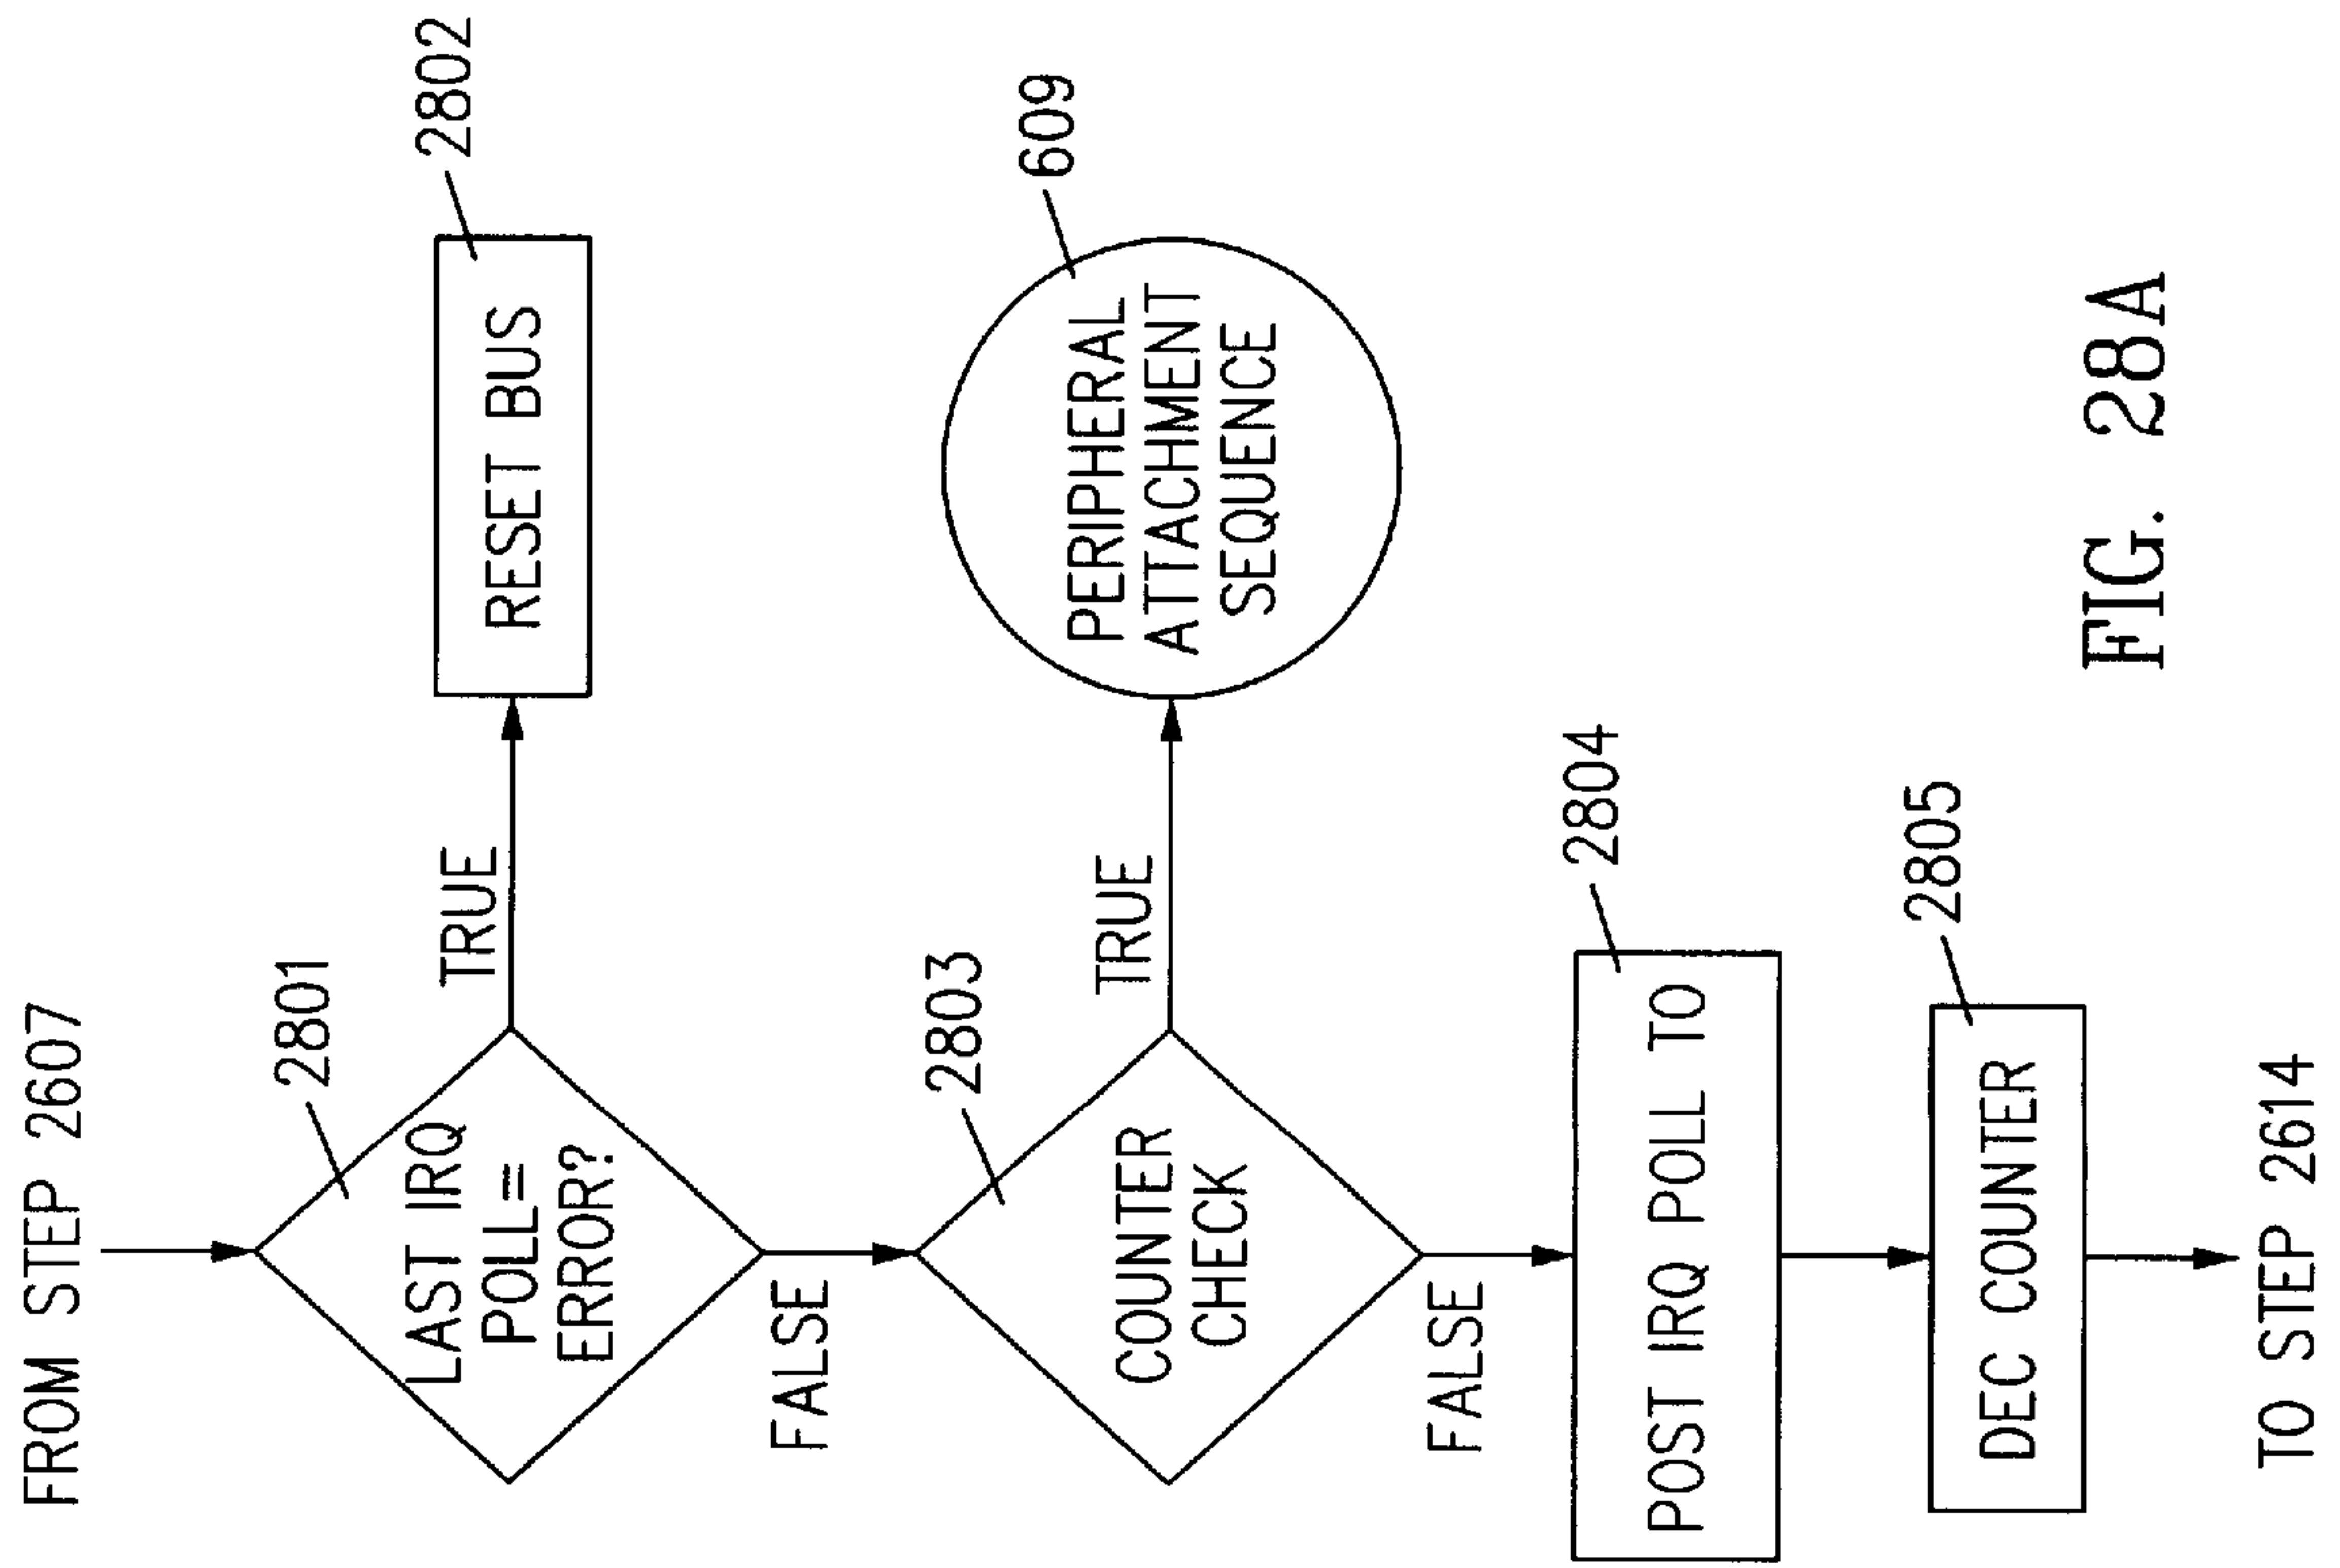 FROM STEP 2607
2801
LAST IRQ
POLL=
ERROR?
TRUE
2802
RESET BUS
FALSE
2803
COUNTER
CHECK
TRUE
609
PERIPHERAL
ATTACHMENT
SEQUENCE
FALSE
2804
POST IRQ POLL TO
2805
DEC COUNTER
TO STEP 2614
FIG. 28A